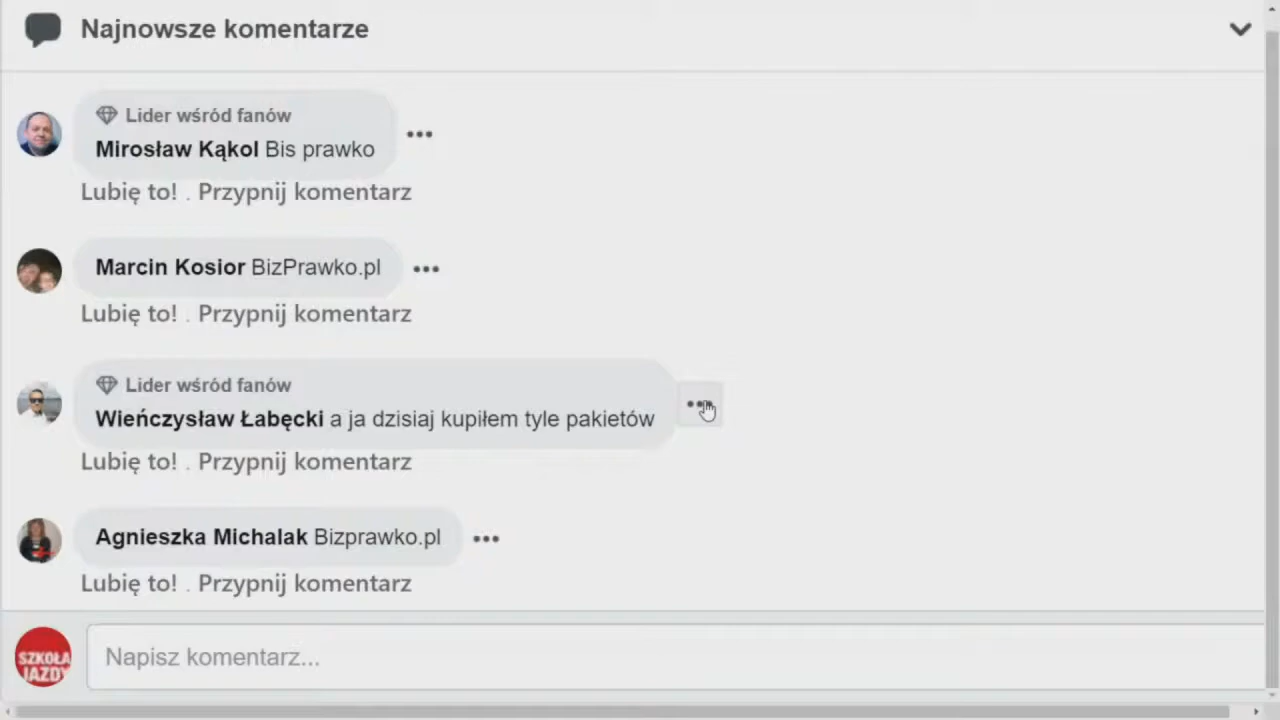 Najnowsze komentarze
Lider wśród fanów
Mirosław Kąkol Bis prawko
Lubię to! . Przypnij komentarz
Marcin Kosior BizPrawko.pl
Lubię to! . Przypnij komentarz
Lider wśród fanów
Wieńczysław Łabęcki a ja dzisiaj kupiłem tyle pakietów
Lubię to! . Przypnij komentarz
Agnieszka Michalak Bizprawko.pl
Lubię to! . Przypnij komentarz
SZKOŁA
JAZDY
Napisz komentarz...